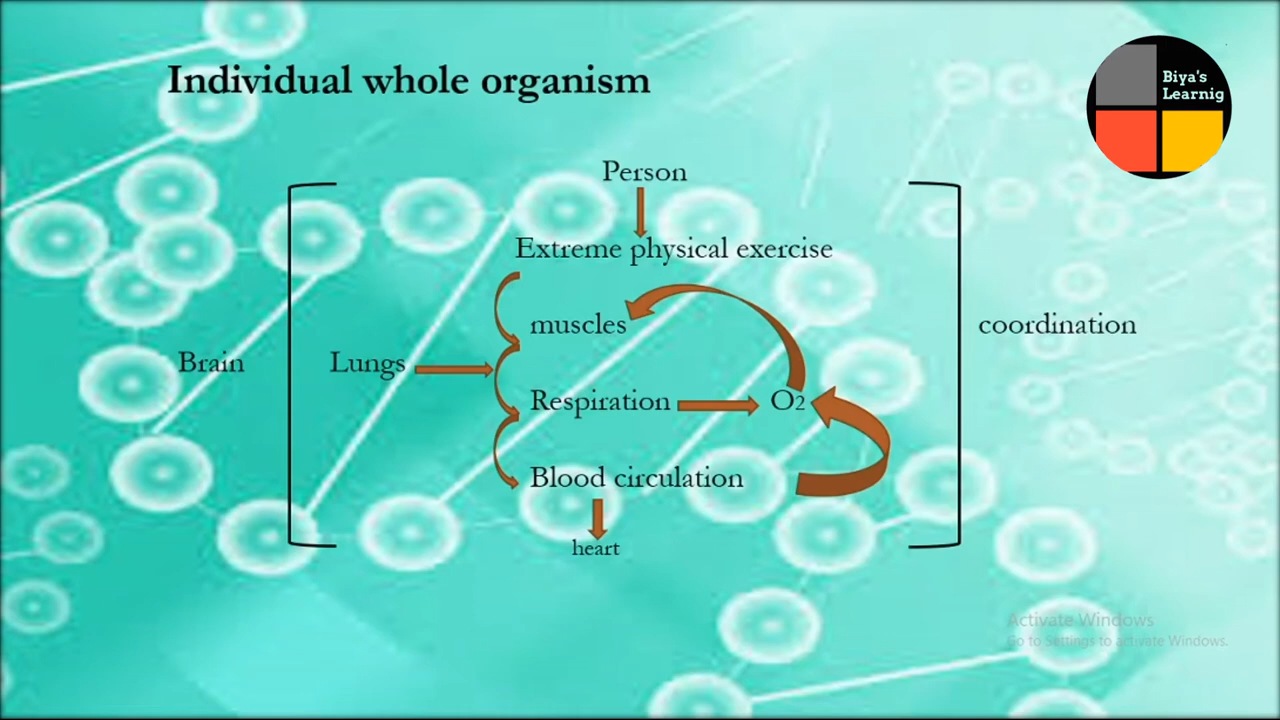 Individual whole organism
Biya's
Learnig
Person
Extreme physical exercise
muscles
coordination
Brain
Lungs
Respiration
O2
Blood circulation
heart
Activate Windows
Go to Settings to activate Windows.